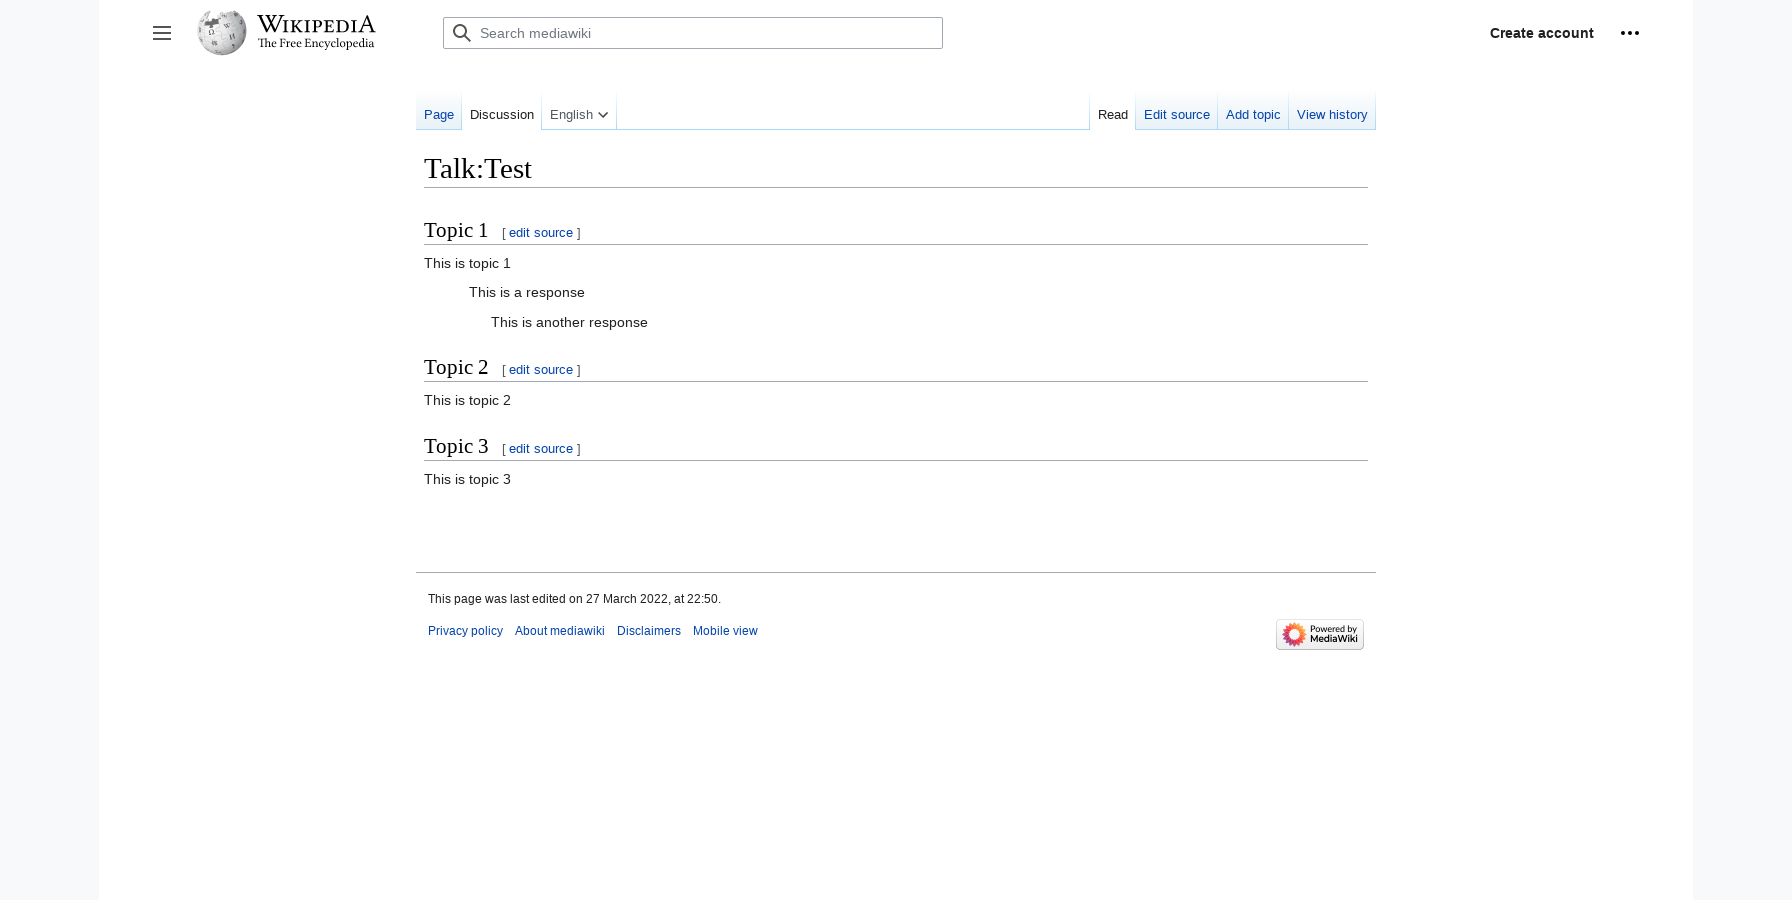 WIKIPEDIA
The Free Encyclopedia
Search mediawiki
Create account
Page Discussion English Read Edit source Add topic View history
Talk:Test
Topic 1 [ edit source ]
This is topic 1
This is a response
This is another response
Topic 2 [ edit source ]
This is topic 2
Topic 3 [ edit source ]
This is topic 3
This page was last edited on 27 March 2022, at 22:50.
Privacy policy About mediawiki Disclaimers Mobile view
Powered by
MediaWiki